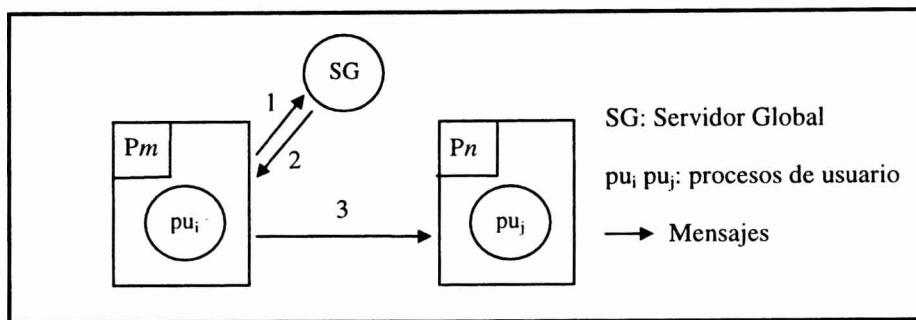 SG
1
2
Pm
Pn
pui
3
puj
SG: Servidor Global
pui puj: procesos de usuario
Mensajes